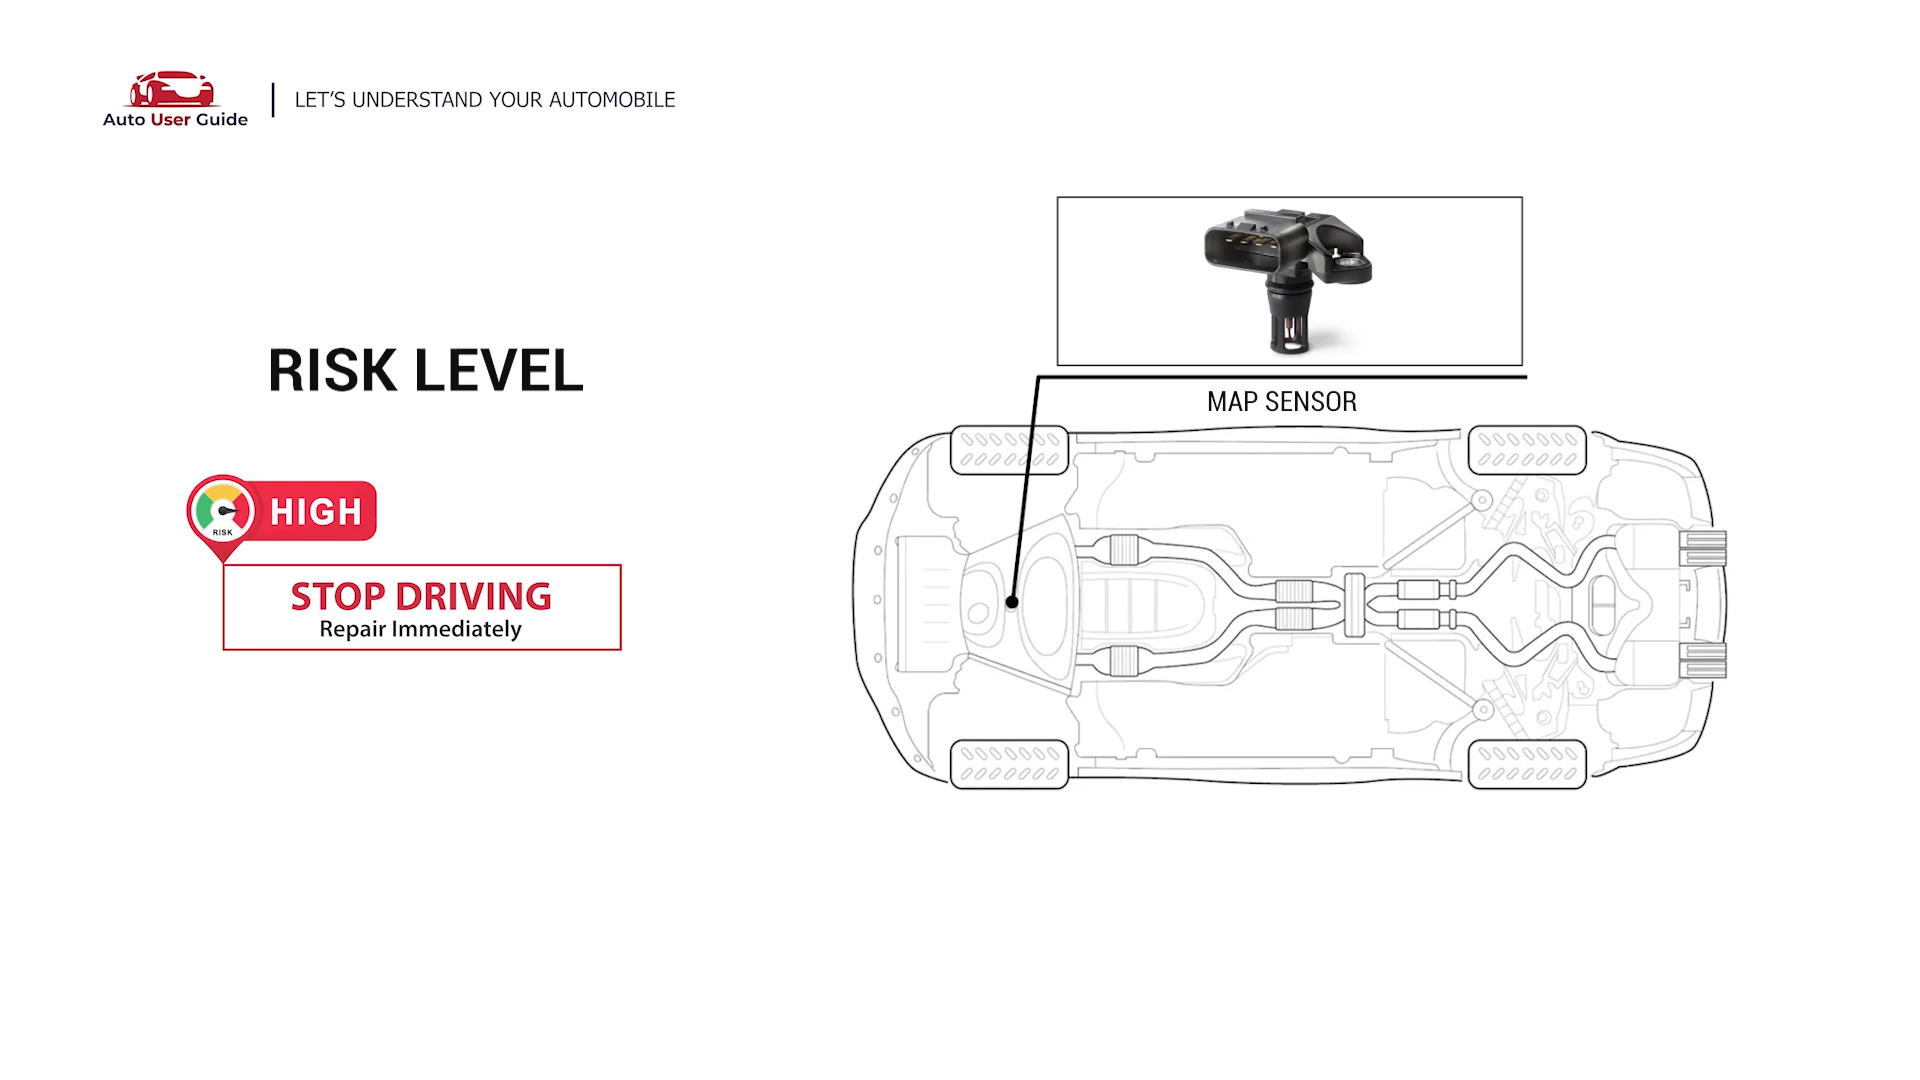 Auto User Guide
LET'S UNDERSTAND YOUR AUTOMOBILE
RISK LEVEL
RISK
HIGH
STOP DRIVING
Repair Immediately
MAP SENSOR